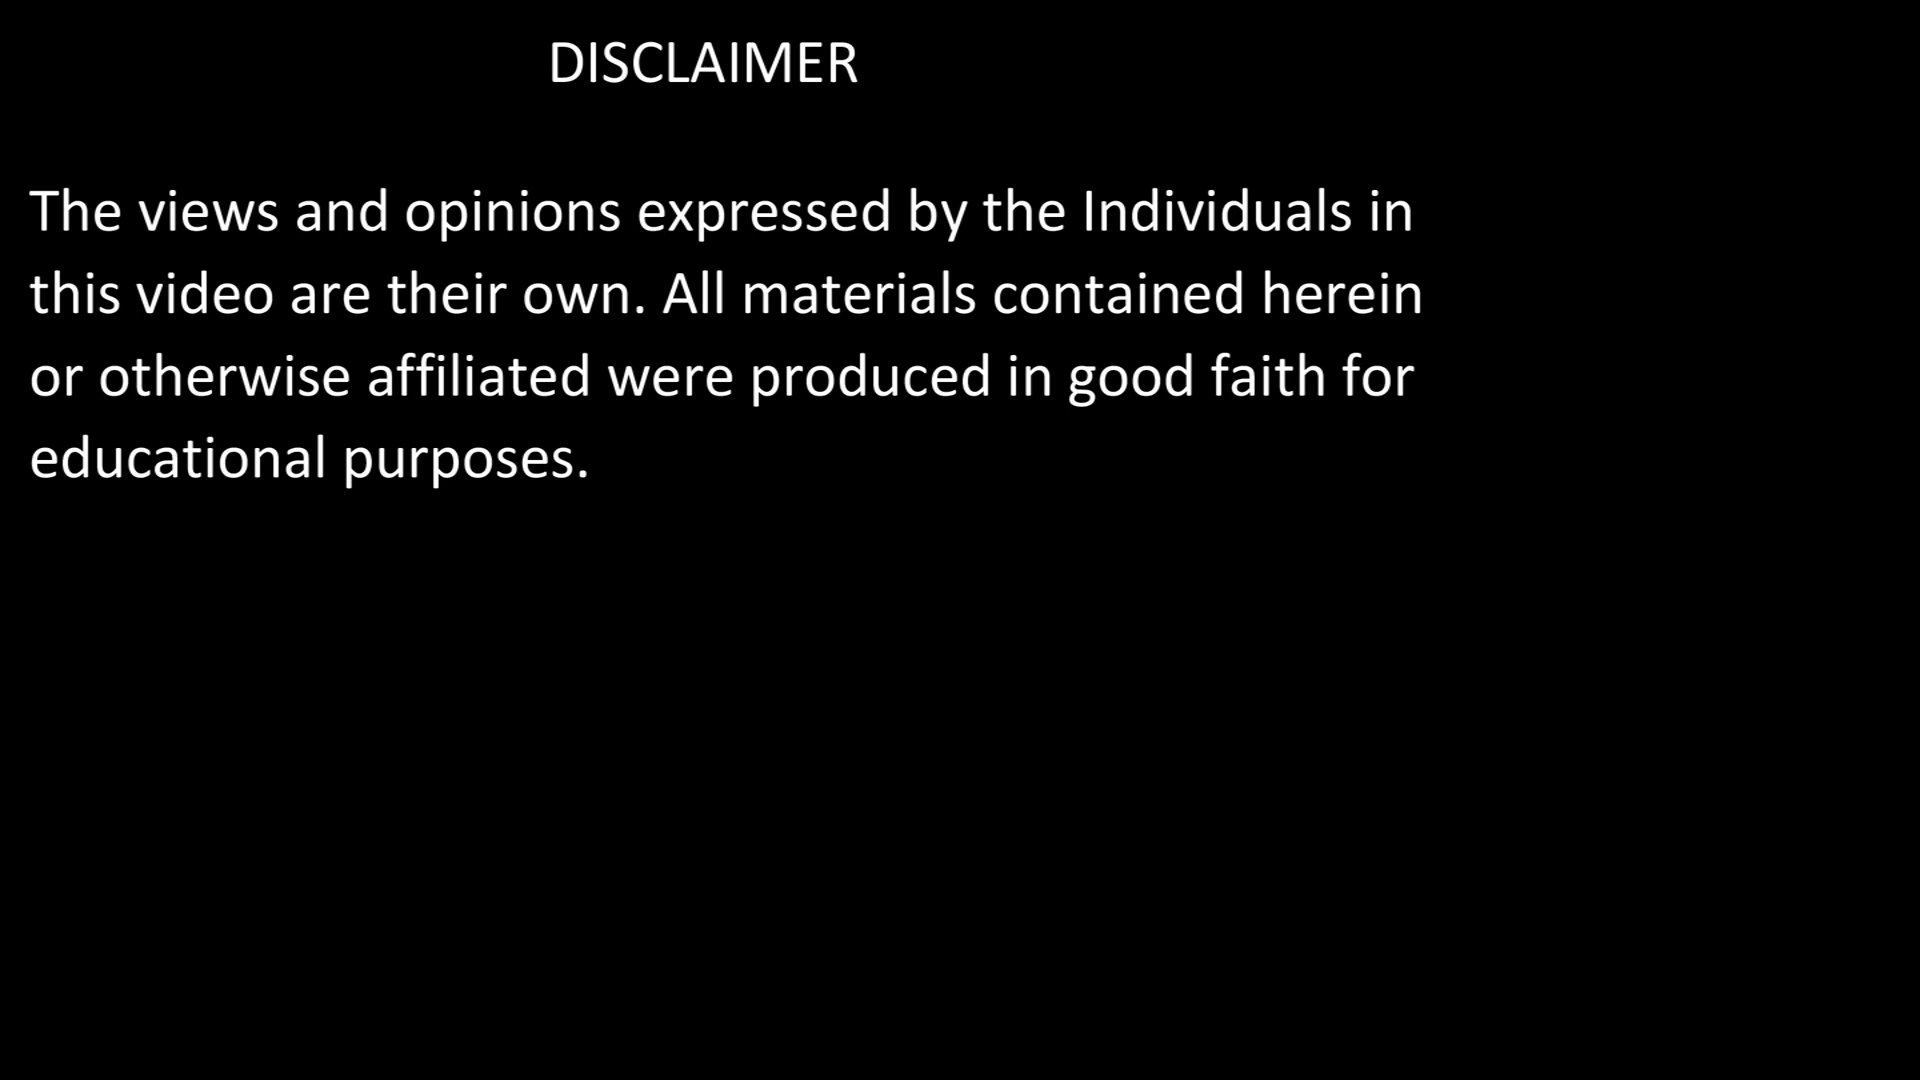 DISCLAIMER
The views and opinions expressed by the Individuals in
this video are their own. All materials contained herein
or otherwise affiliated were produced in good faith for
educational purposes.